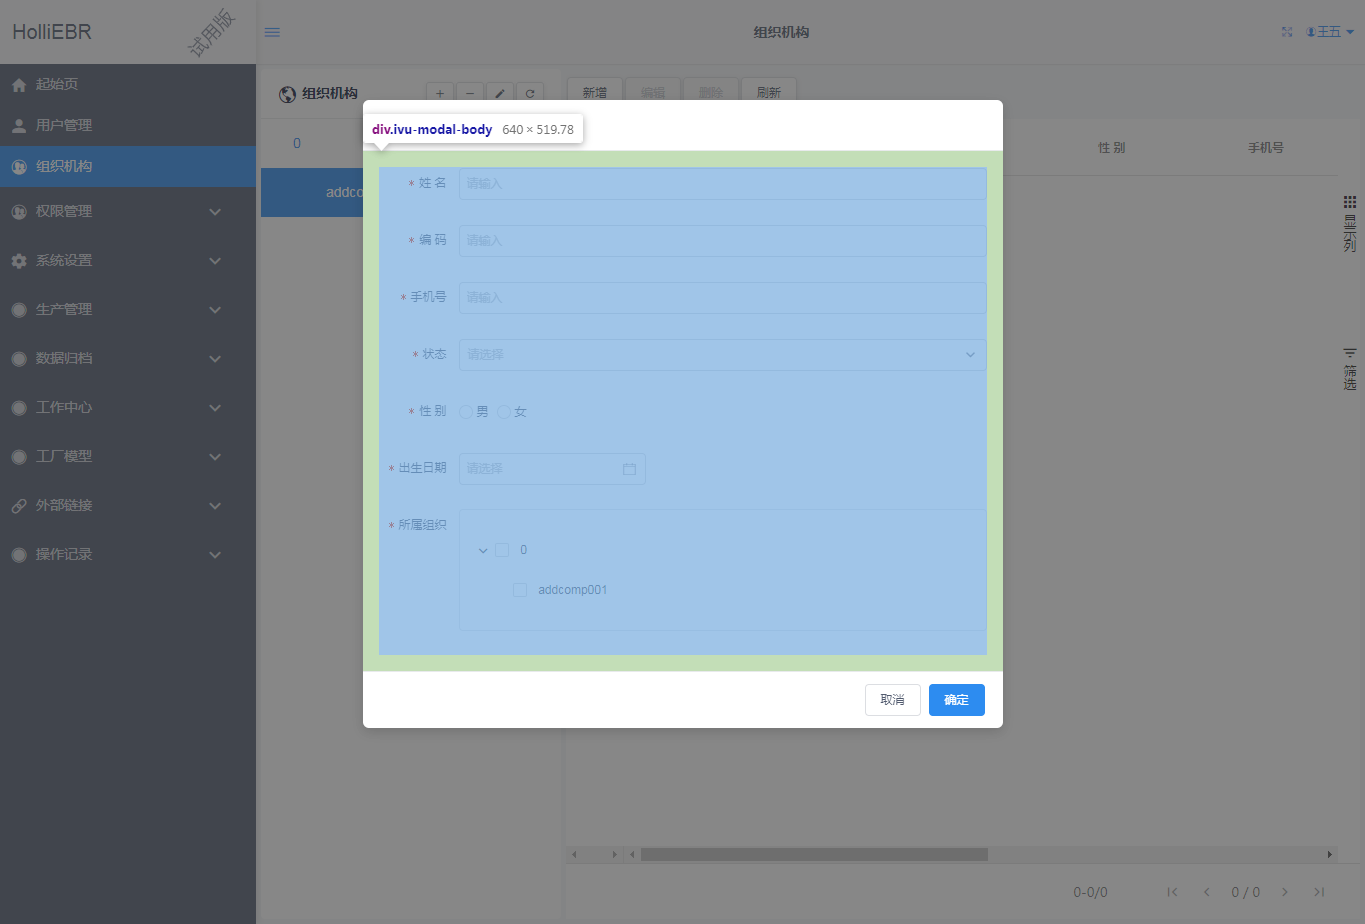 HolliEBR
试用版
组织机构
王五
起始页
用户管理
组织机构
权限管理
系统设置
生产管理
数据归档
工作中心
工厂模型
外部链接
操作记录
组织机构
新增 编辑 删除 刷新
0
addco
性 别 手机号
显示列
筛选
div.ivu-modal-body 640 × 519.78
* 姓 名 请输入
* 编 码 请输入
* 手机号 请输入
* 状态 请选择
* 性 别 男 女
* 出生日期 请选择
* 所属组织
0
addcomp001
取消 确定
0-0/0 0 / 0